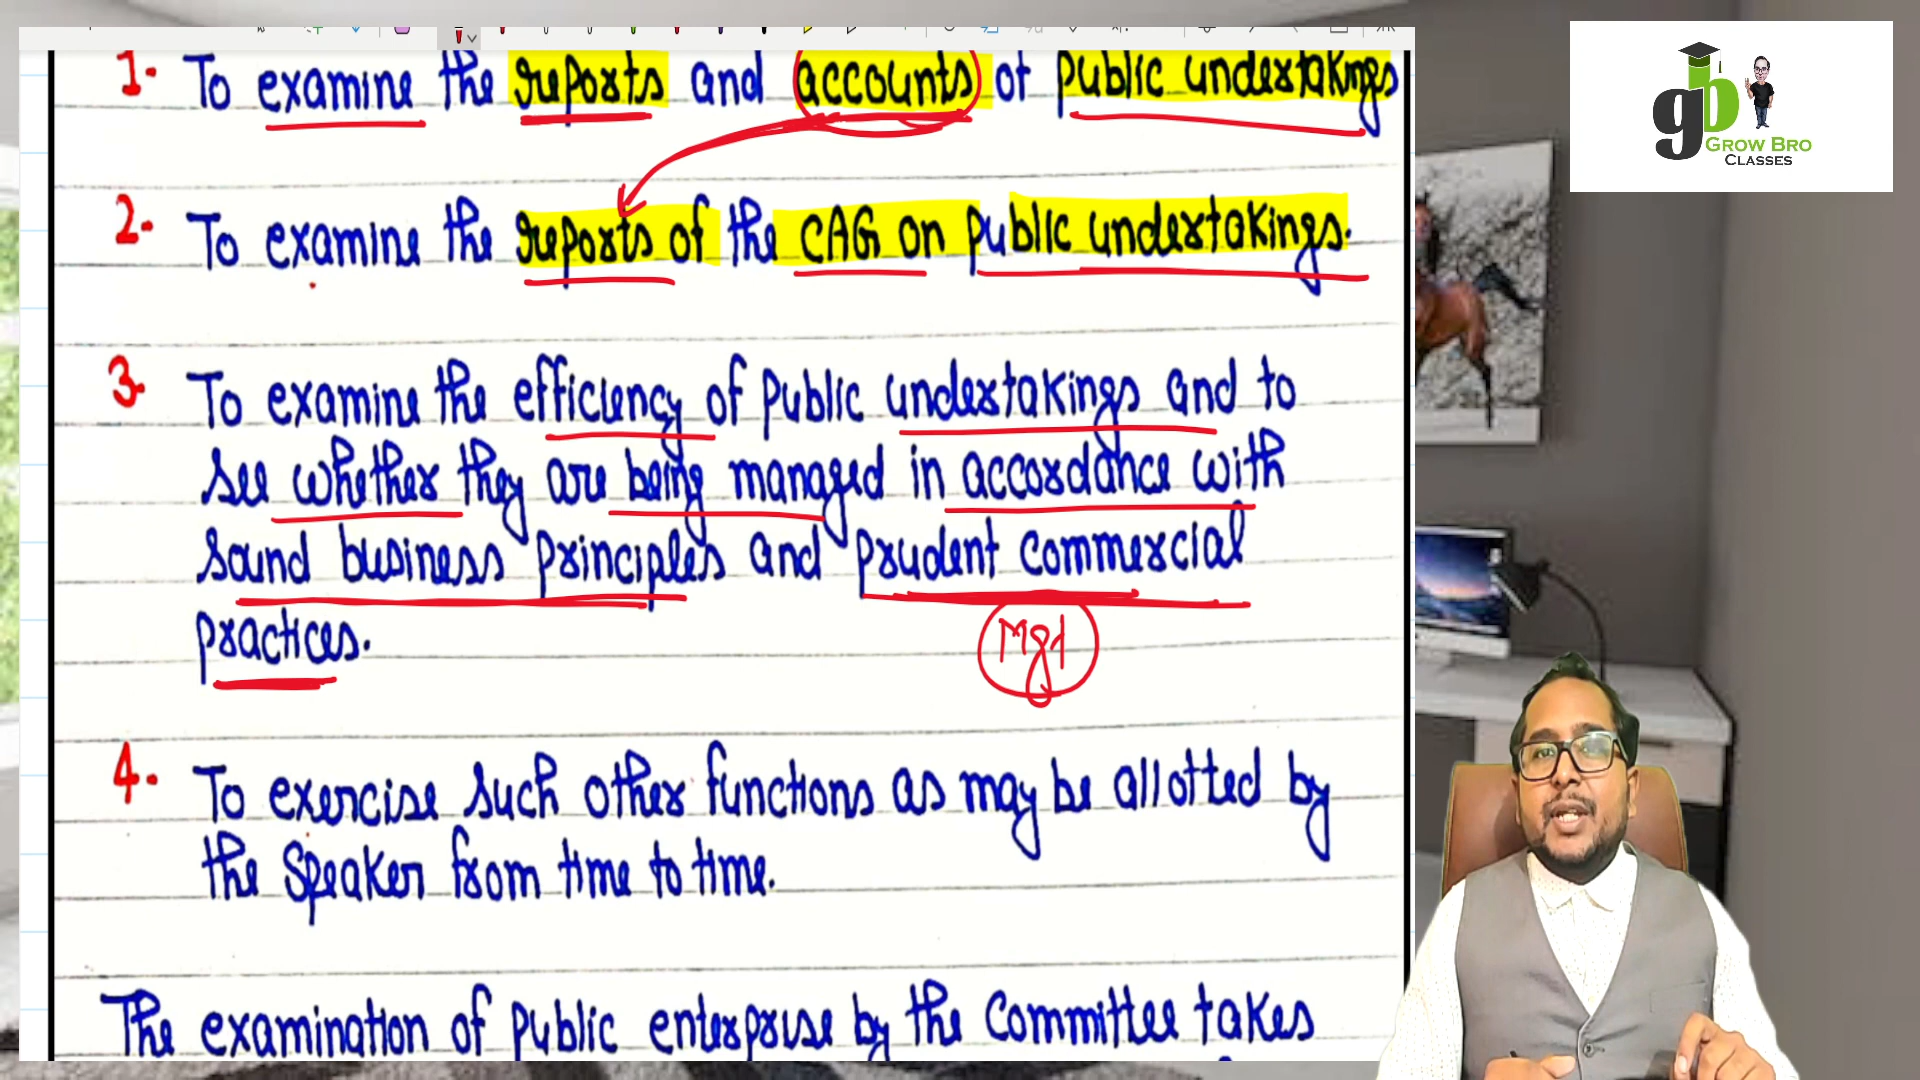 1. To examine the reports and accounts of public undertakings
2. To examine the reports of the CAG on public undertakings.
3. To examine the efficiency of public undertakings and to
see whether they are being managed in accordance with
sound business principles and prudent commercial
practices.
Mgt
4. To exercise such other functions as may be allotted by
the Speaker from time to time.
The examination of public enterprise by the Committee takes
gb
GROW BRO
CLASSES